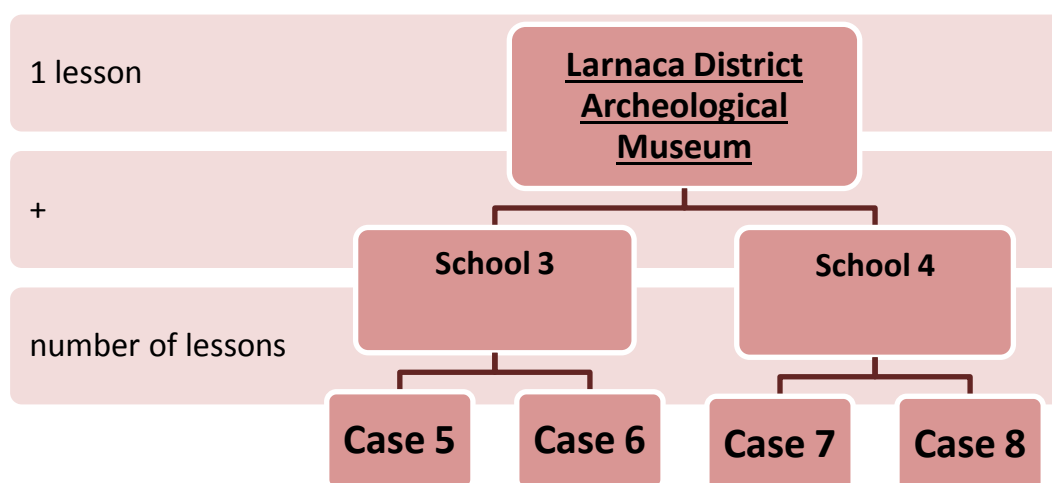 1 lesson
Larnaca District
Archeological
Museum
+
School 3
School 4
number of lessons
Case 5
Case 6
Case 7
Case 8